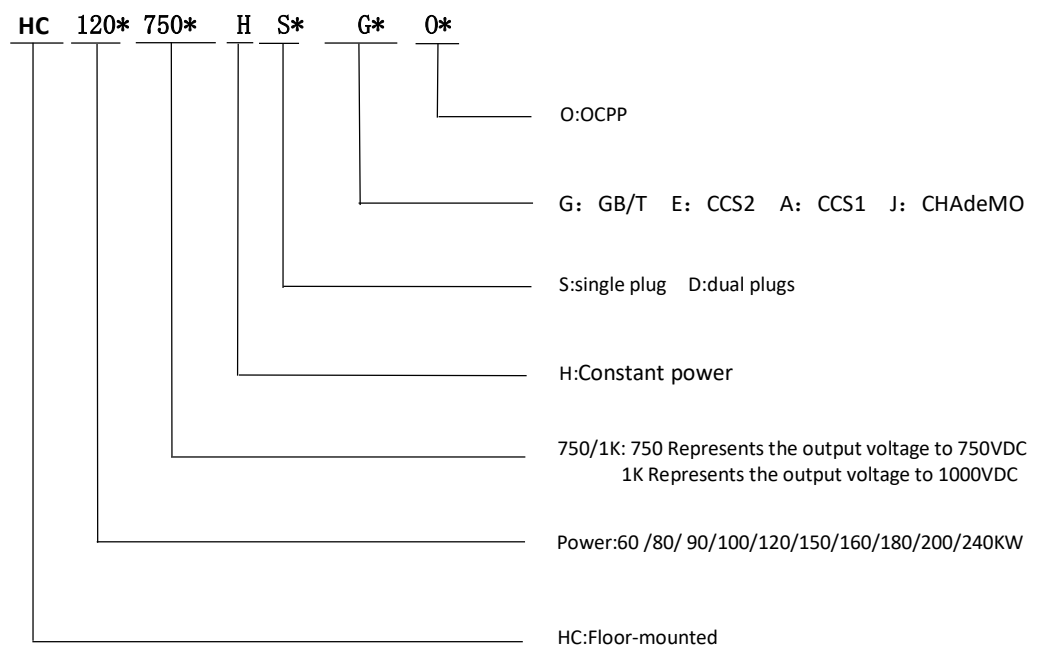 HC 120* 750* H S* G* O*
O:OCPP
G：GB/T E：CCS2 A：CCS1 J：CHAdeMO
S:single plug D:dual plugs
H:Constant power
750/1K: 750 Represents the output voltage to 750VDC
1K Represents the output voltage to 1000VDC
Power:60 /80/ 90/100/120/150/160/180/200/240KW
HC:Floor-mounted